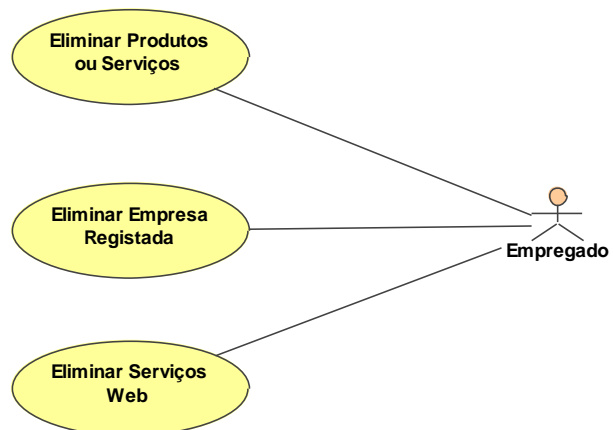 Eliminar Produtos
ou Serviços
Eliminar Empresa
Registada
Empregado
Eliminar Serviços
Web